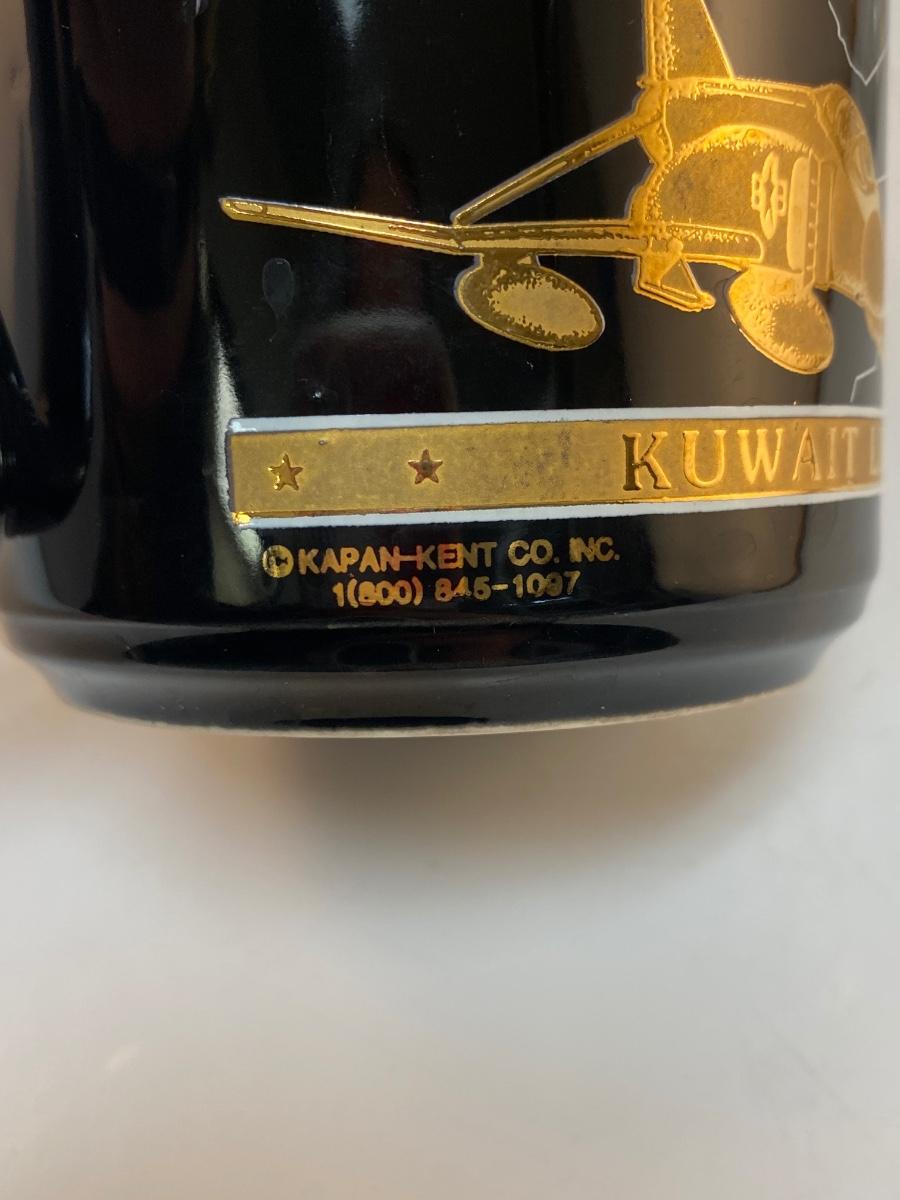 KUWAIT L
© KAPAN-KENT CO. INC.
1(800) 845-1097